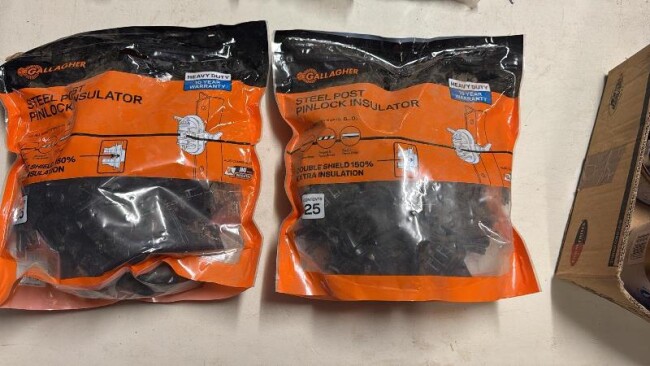 GALLAGHER
HEAVY DUTY
10 YEAR
WARRANTY
STEEL POST
PINLOCK INSULATOR
SHIELD 150%
INSULATION
GALLAGHER
HEAVY DUTY
10 YEAR
WARRANTY
STEEL POST
PINLOCK INSULATOR
DOUBLE SHIELD 150%
EXTRA INSULATION
25